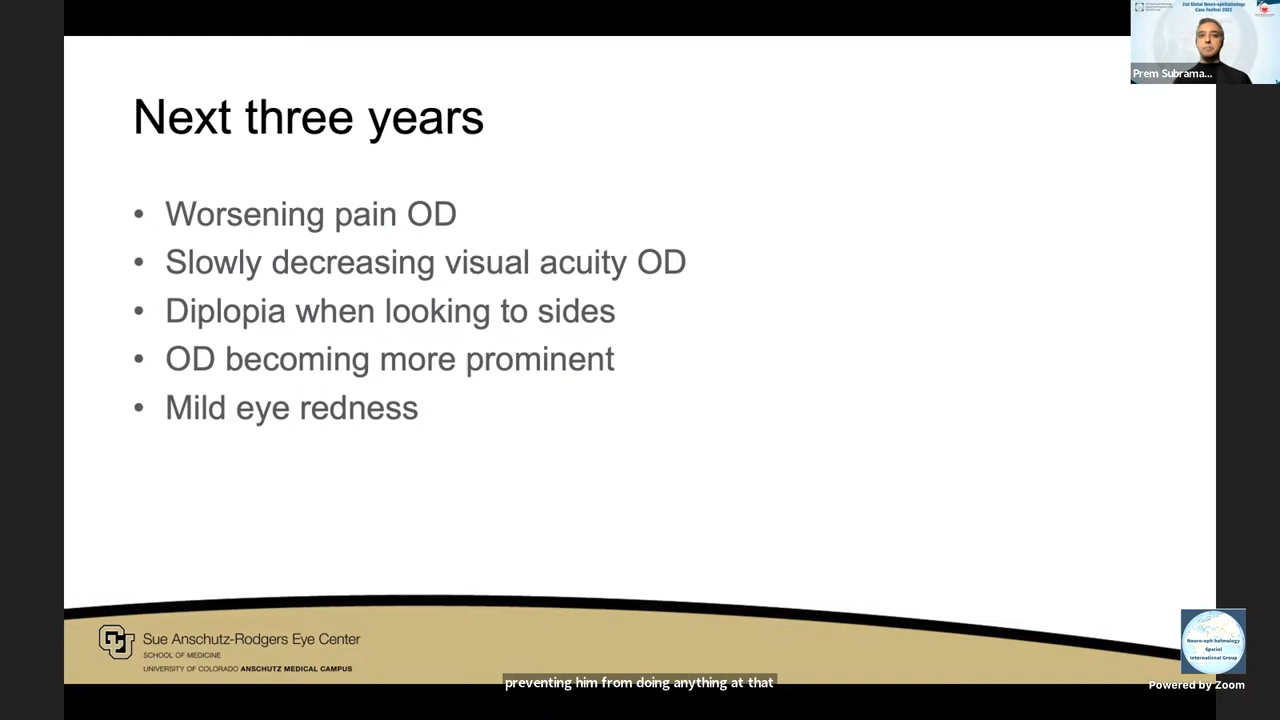 2nd Global Neuro-ophthalmology
Case Festival 2022
Prem Subrama...
Next three years
• Worsening pain OD
• Slowly decreasing visual acuity OD
• Diplopia when looking to sides
• OD becoming more prominent
• Mild eye redness
Sue Anschutz-Rodgers Eye Center
SCHOOL OF MEDICINE
UNIVERSITY OF COLORADO ANSCHUTZ MEDICAL CAMPUS
preventing him from doing anything at that
Neuro-ophthalmology
Special
International Group
Powered by Zoom